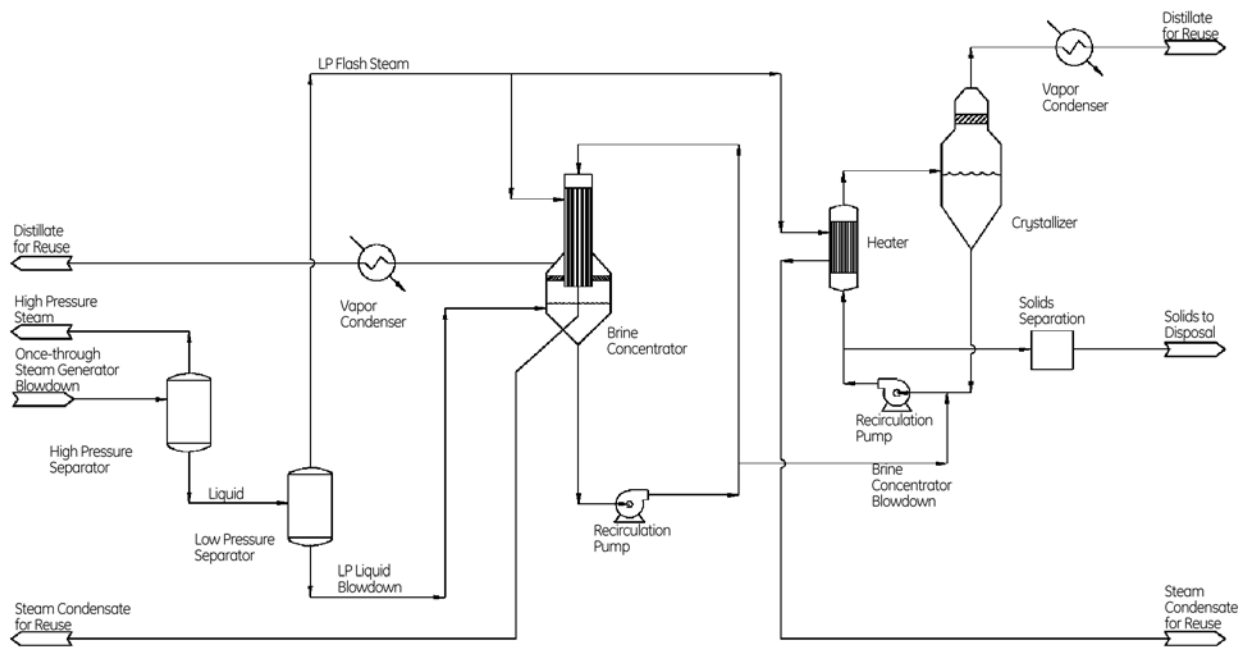 Distillate
for Reuse
LP Flash Steam
Vapor
Condenser
Crystallizer
Heater
Distillate
for Reuse
High Pressure
Steam
Once-through
Steam Generator
Blowdown
Vapor
Condenser
Brine
Concentrator
Solids
Separation
Solids to
Disposal
High Pressure
Separator
Liquid
Low Pressure
Separator
LP Liquid
Blowdown
Recirculation
Pump
Recirculation
Pump
Brine
Concentrator
Blowdown
Steam Condensate
for Reuse
Steam
Condensate
for Reuse